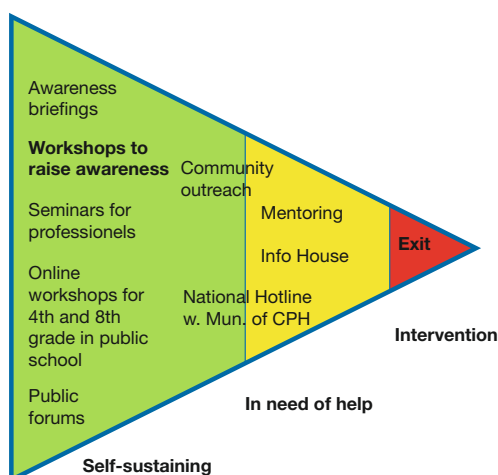 Awareness
briefings
Workshops to
raise awareness
Seminars for
professionels
Online
workshops for
4th and 8th
grade in public
school
Public
forums
Community
outreach
National Hotline
w. Mun. of CPH
Mentoring
Info House
Exit
Intervention
In need of help
Self-sustaining